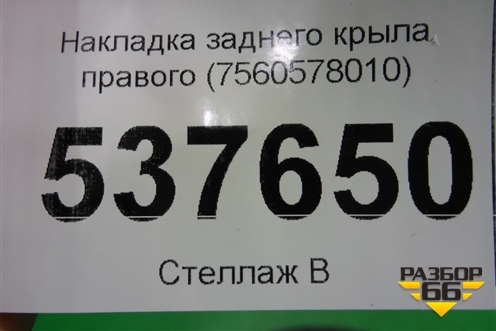 Накладка заднего крыла
правого (7560578010)
537650
Стеллаж В
РАЗБОР
66